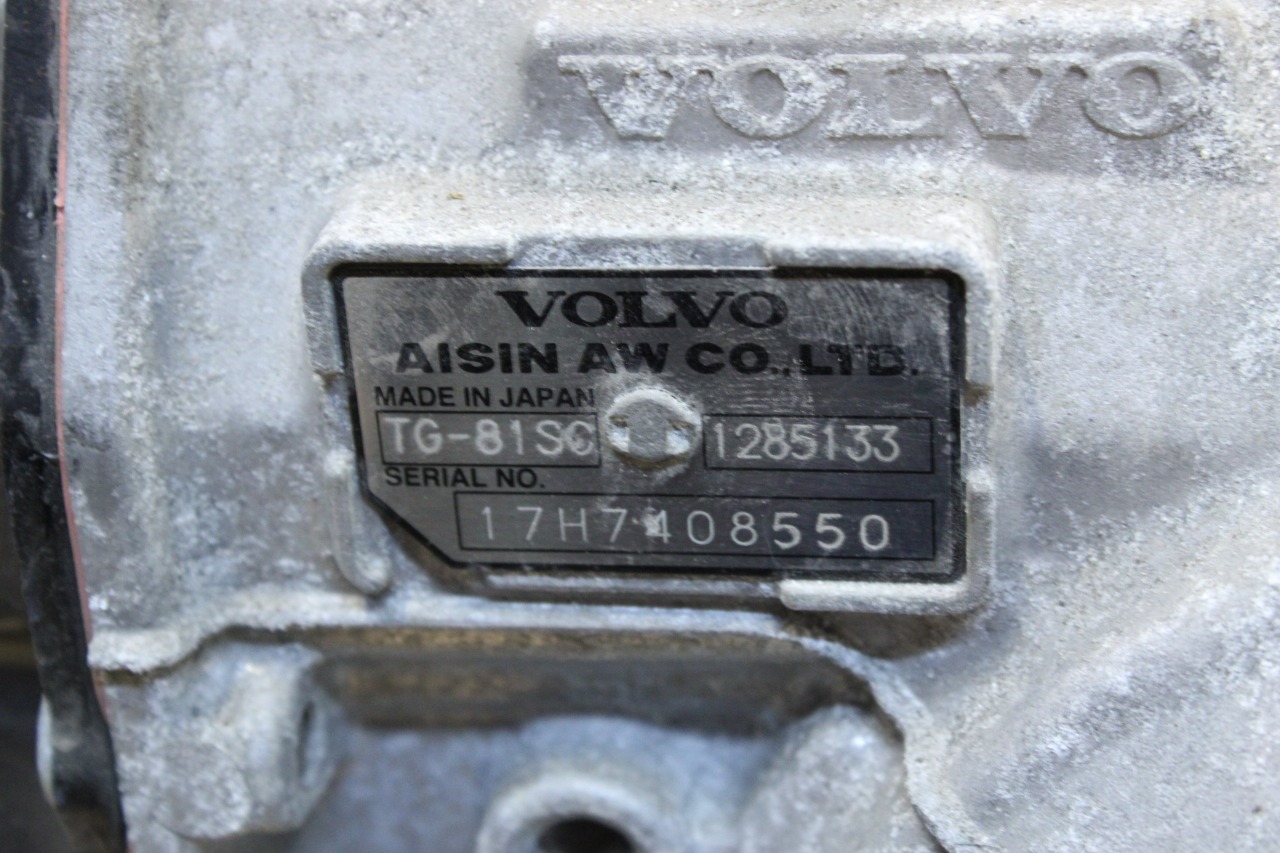 VOLVO
VOLVO
AISIN AW CO.,LTD.
MADE IN JAPAN
TG-81SC 1285133
SERIAL NO.
17H7408550